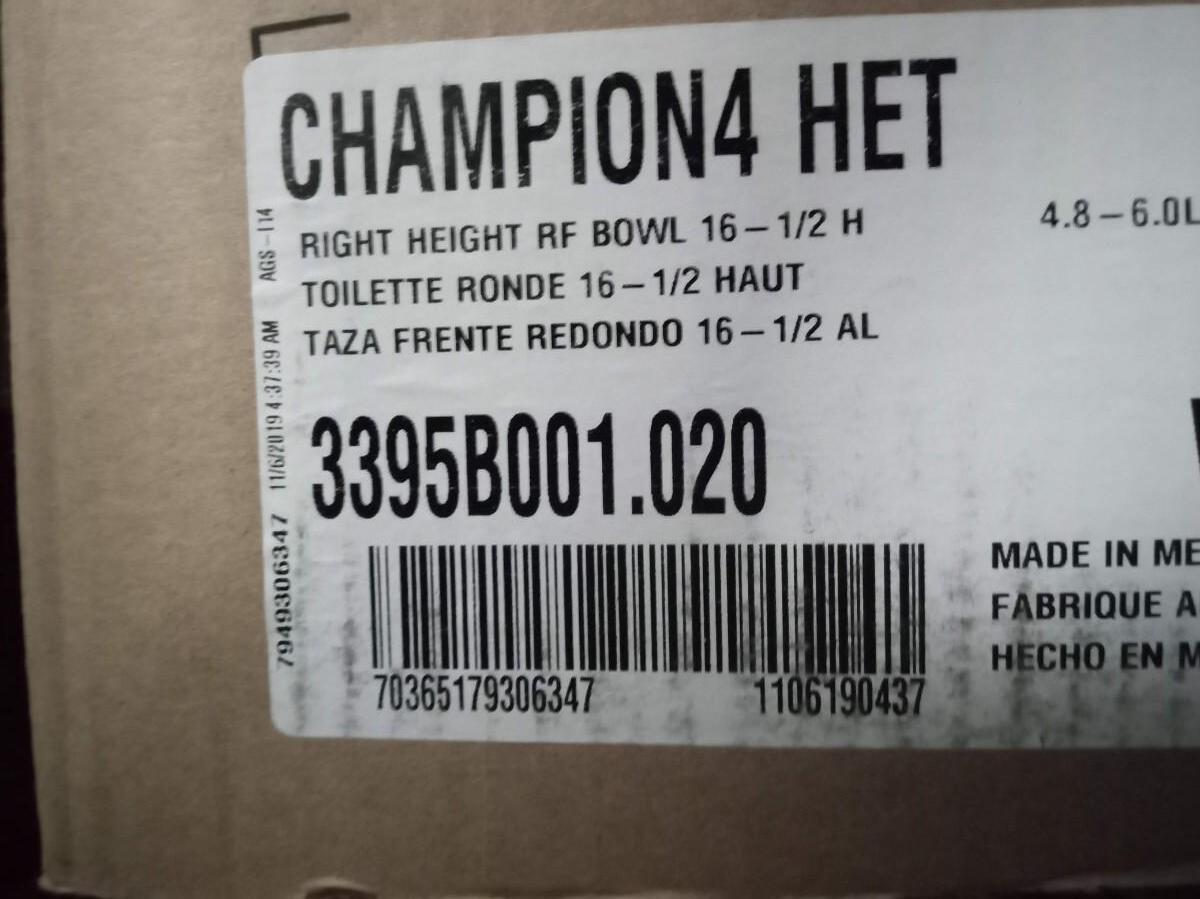 CHAMPION4 HET
RIGHT HEIGHT RF BOWL 16-1/2 H
4.8-6.0L
TOILETTE RONDE 16-1/2 HAUT
TAZA FRENTE REDONDO 16-1/2 AL
3395B001.020
MADE IN ME
FABRIQUE A
HECHO EN M
70365179306347 1106190437
7949306347 11/6/2019 4:37:39 AM AGS-114